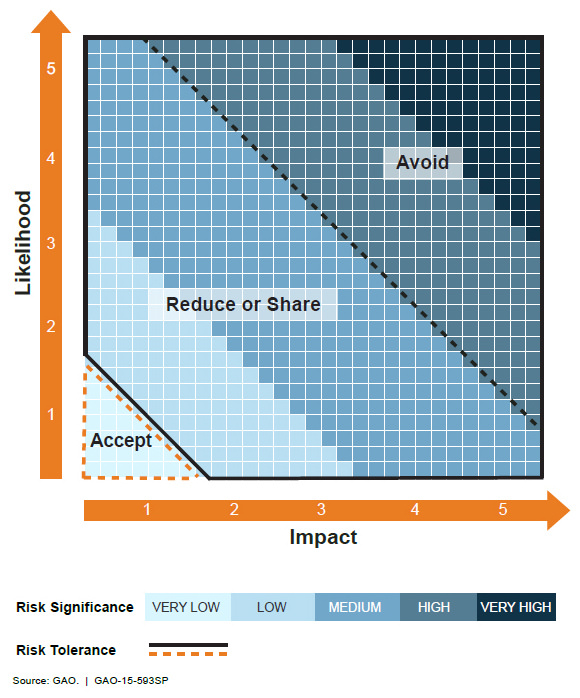 5
4
3
2
1
Likelihood
Avoid
Reduce or Share
Accept
1 2 3 4 5
Impact
Risk Significance VERY LOW LOW MEDIUM HIGH VERY HIGH
Risk Tolerance
Source: GAO. | GAO-15-593SP